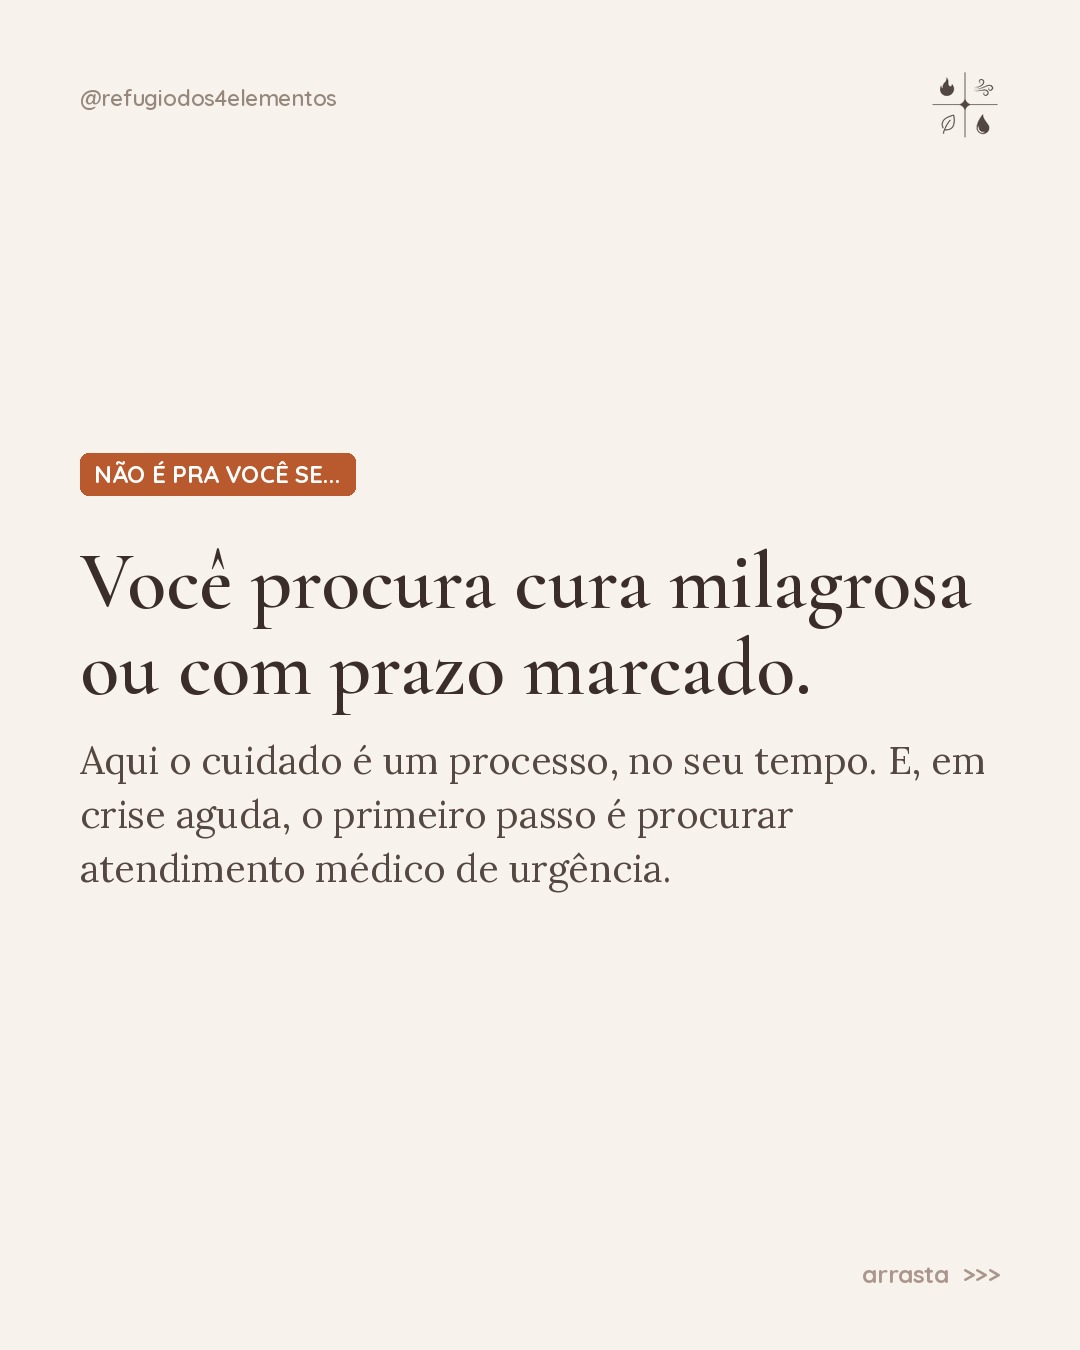 @refugiodos4elementos
NÃO É PRA VOCÊ SE...
Você procura cura milagrosa
ou com prazo marcado.
Aqui o cuidado é um processo, no seu tempo. E, em
crise aguda, o primeiro passo é procurar
atendimento médico de urgência.
arrasta >>>